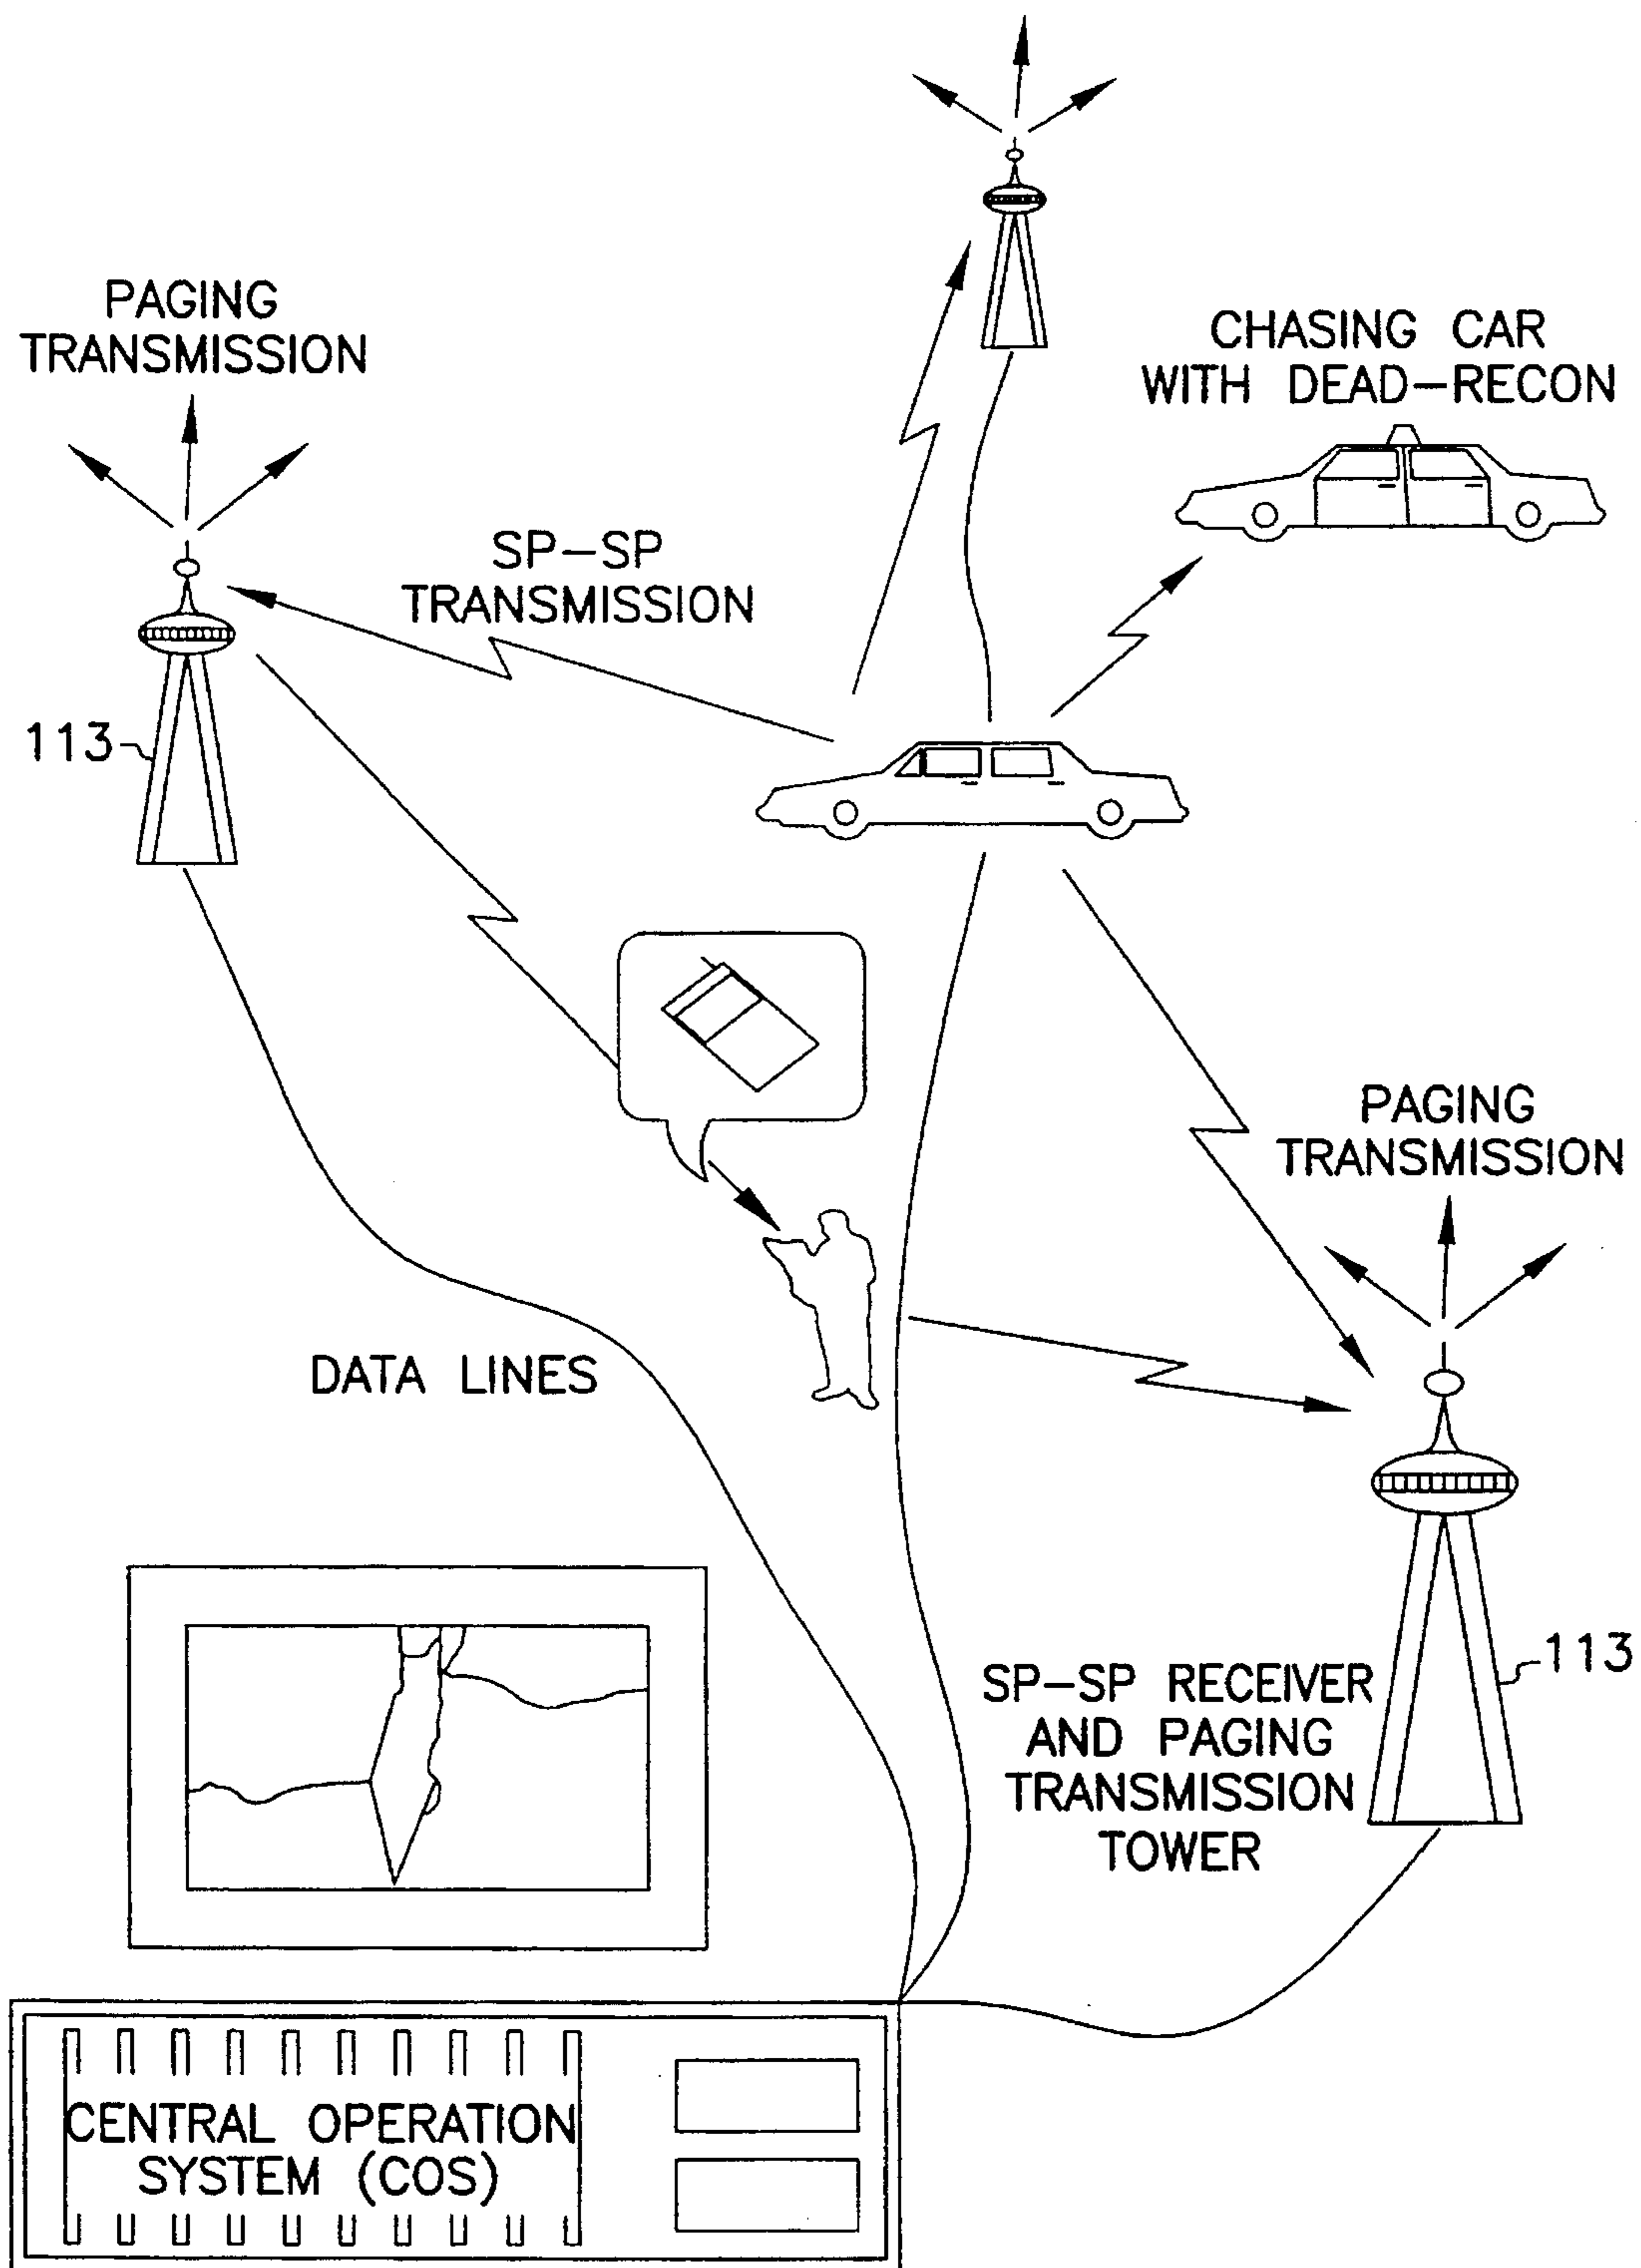 PAGING
TRANSMISSION
CHASING CAR
WITH DEAD-RECON
SP-SP
TRANSMISSION
113
PAGING
TRANSMISSION
DATA LINES
113
SP-SP RECEIVER
AND PAGING
TRANSMISSION
TOWER
CENTRAL OPERATION
SYSTEM (COS)